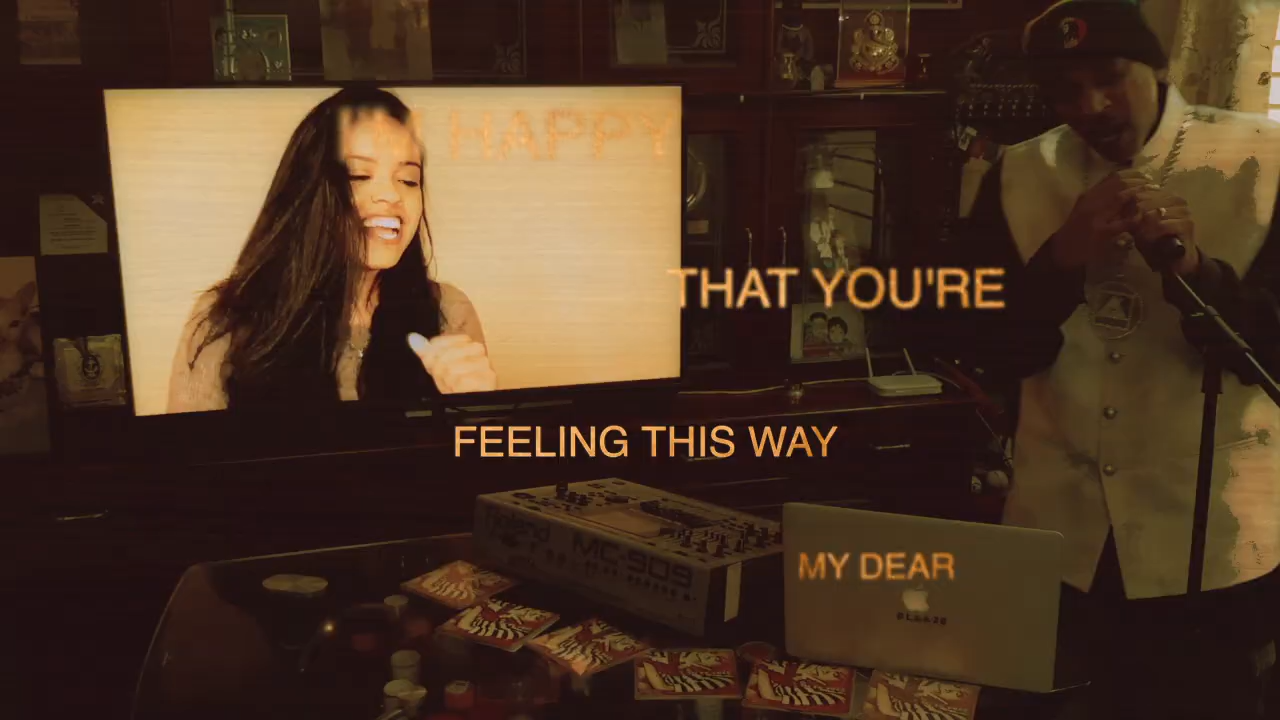 I'M HAPPY
THAT YOU'RE
FEELING THIS WAY
Roland
MC-909
MY DEAR